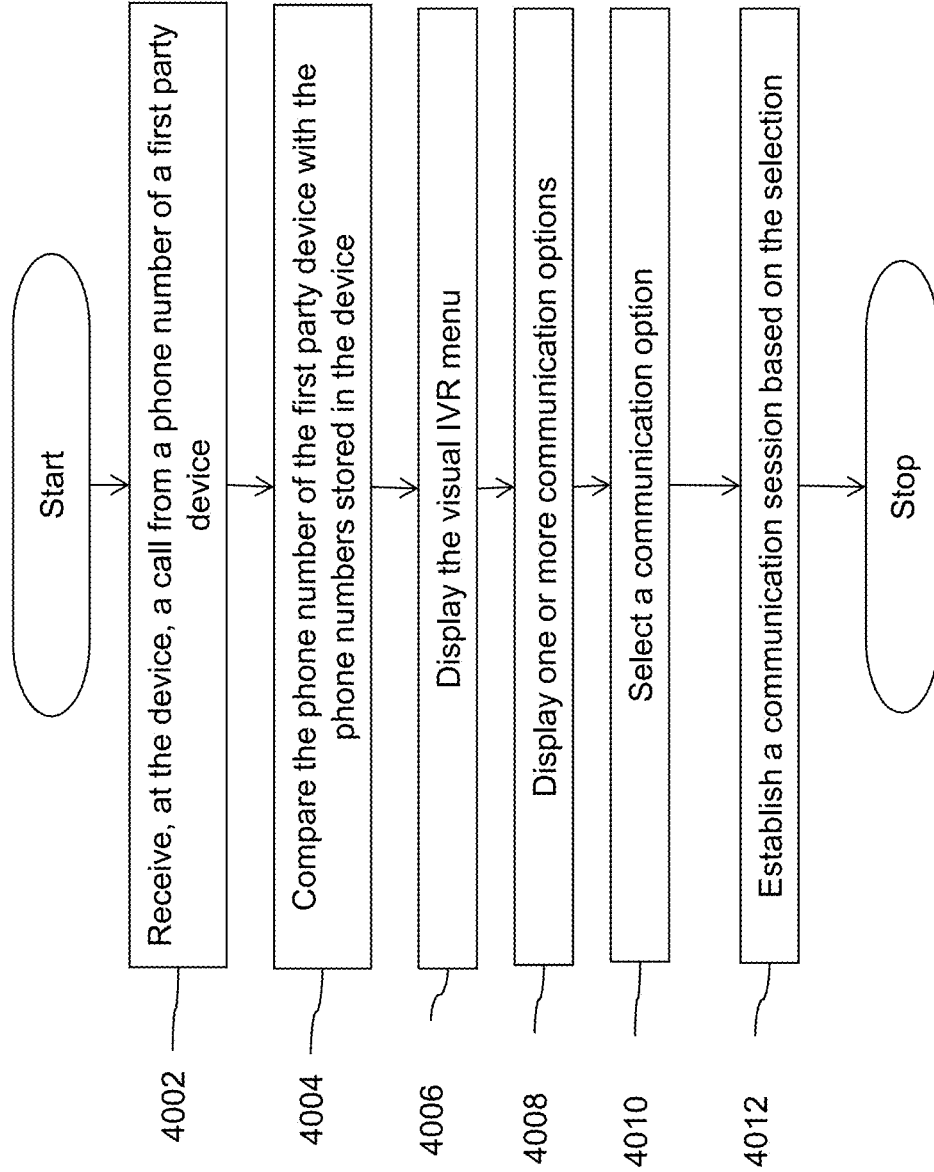 Start
4002
Receive, at the device, a call from a phone number of a first party
device
4004
Compare the phone number of the first party device with the
phone numbers stored in the device
4006
Display the visual IVR menu
4008
Display one or more communication options
4010
Select a communication option
4012
Establish a communication session based on the selection
Stop